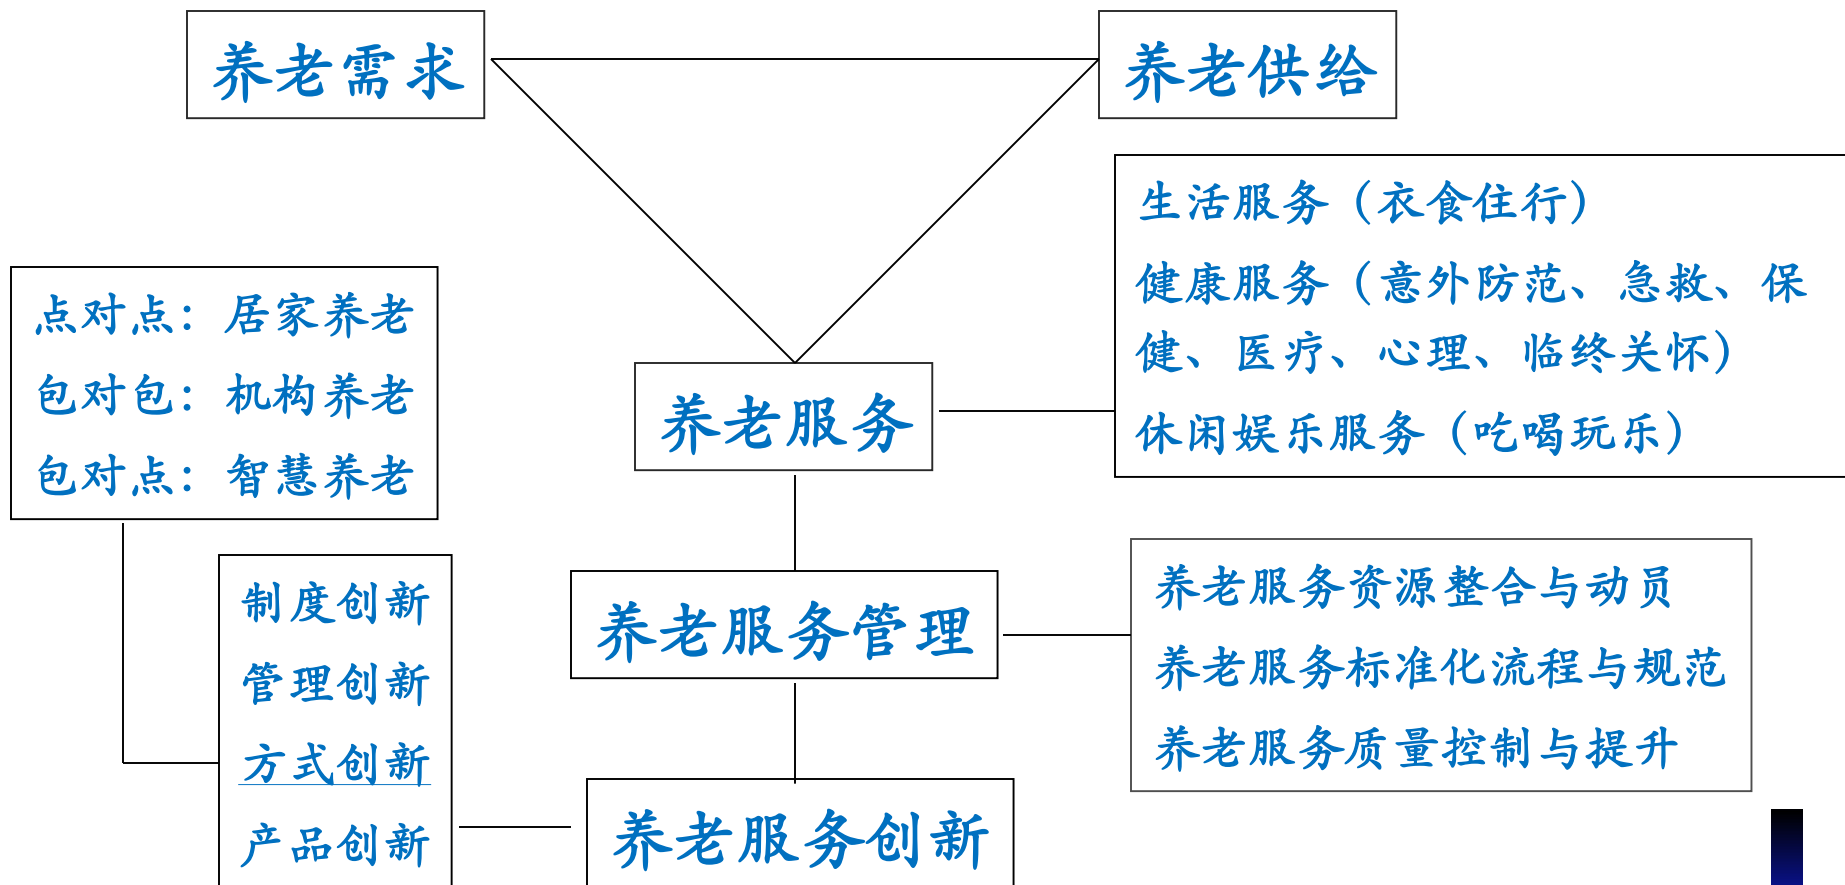 养老需求
养老供给
生活服务（衣食住行）
健康服务（意外防范、急救、保
健、医疗、心理、临终关怀）
休闲娱乐服务（吃喝玩乐）
点对点：居家养老
包对包：机构养老
包对点：智慧养老
养老服务
养老服务管理
养老服务资源整合与动员
养老服务标准化流程与规范
养老服务质量控制与提升
制度创新
管理创新
方式创新
产品创新
养老服务创新